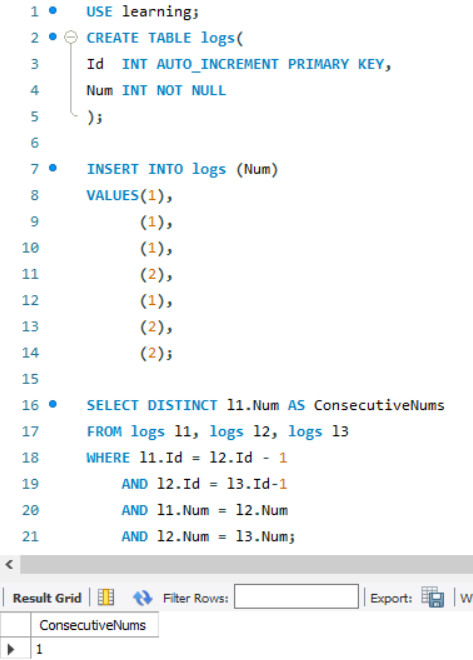 1 USE learning;
2 CREATE TABLE logs(
3 Id  INT AUTO_INCREMENT PRIMARY KEY,
4 Num INT NOT NULL
5 );
6
7 INSERT INTO logs (Num)
8 VALUES(1),
9 (1),
10 (1),
11 (2),
12 (1),
13 (2),
14 (2);
15
16 SELECT DISTINCT l1.Num AS ConsecutiveNums
17 FROM logs l1, logs l2, logs l3
18 WHERE l1.Id = l2.Id - 1
19 AND l2.Id = l3.Id-1
20 AND l1.Num = l2.Num
21 AND l2.Num = l3.Num;
Result Grid Filter Rows: Export: W
ConsecutiveNums
1